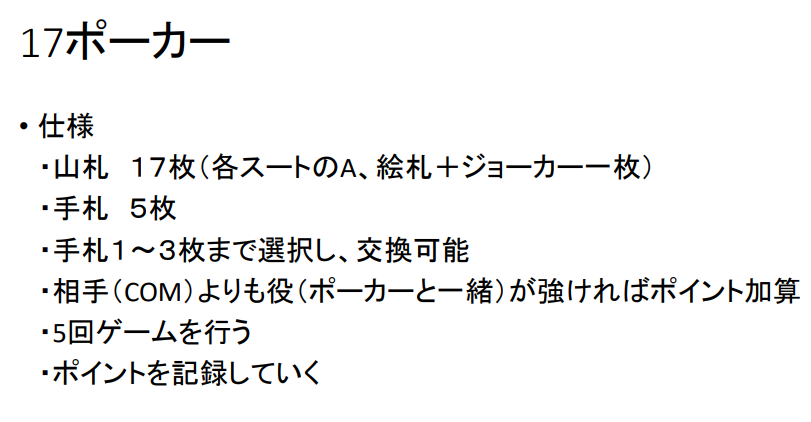 17ポーカー
• 仕様
・山札　１７枚（各スートのA、絵札＋ジョーカー一枚）
・手札　５枚
・手札１～３枚まで選択し、交換可能
・相手（COM）よりも役（ポーカーと一緒）が強ければポイント加算
・5回ゲームを行う
・ポイントを記録していく